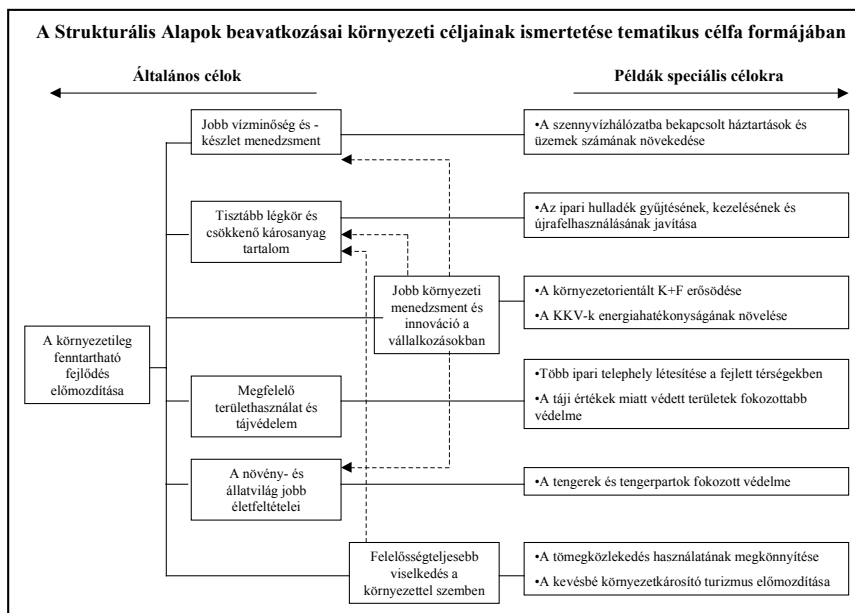 A Strukturális Alapok beavatkozásai környezeti céljainak ismertetése tematikus célfa formájában
Általános célok
Példák speciális célokra
Jobb vízminőség és -
készlet menedzsment
•A szennyvízhálózatba bekapcsolt háztartások és
üzemek számának növekedése
Tisztább légkör és
csökkenő károsanyag
tartalom
•Az ipari hulladék gyűjtésének, kezelésének és
újrafelhasználásának javítása
Jobb környezeti
menedzsment és
innováció a
vállalkozásokban
•A környezetorientált K+F erősödése
•A KKV-k energiahatékonyságának növelése
A környezetileg
fenntartható
fejlődés
előmozdítása
Megfelelő
területhasználat és
tájvédelem
•Több ipari telephely létesítése a fejlett térségekben
•A táji értékek miatt védett területek fokozottabb
védelme
A növény- és
állatvilág jobb
életfeltételei
•A tengerek és tengerpartok fokozott védelme
Felelősségteljesebb
viselkedés a
környezettel szemben
•A tömegközlekedés használatának megkönnyítése
•A kevésbé környezetkárosító turizmus előmozdítása